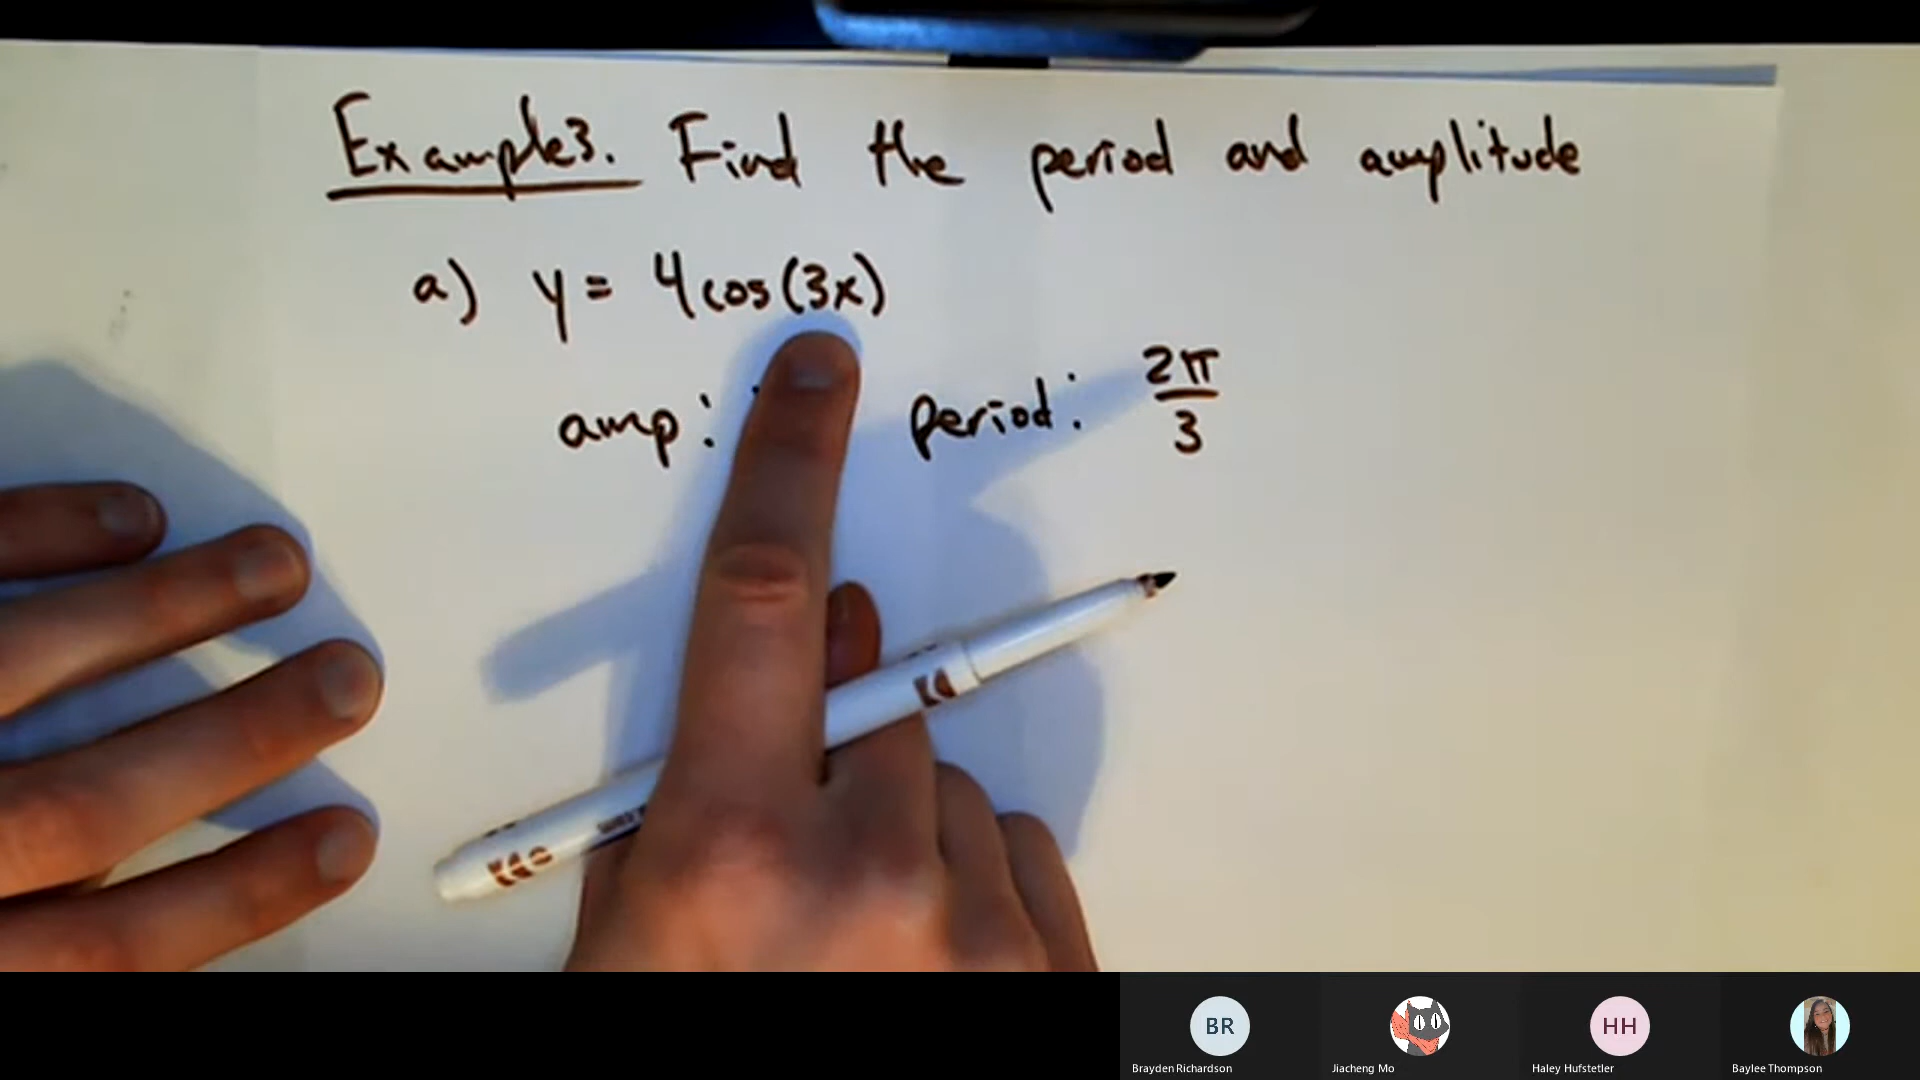 Example 3. Find the period and amplitude
a) y = 4cos(3x)
amp: period: 2π/3
BR HH
Brayden Richardson Jiacheng Mo Haley Hufstetler Baylee Thompson